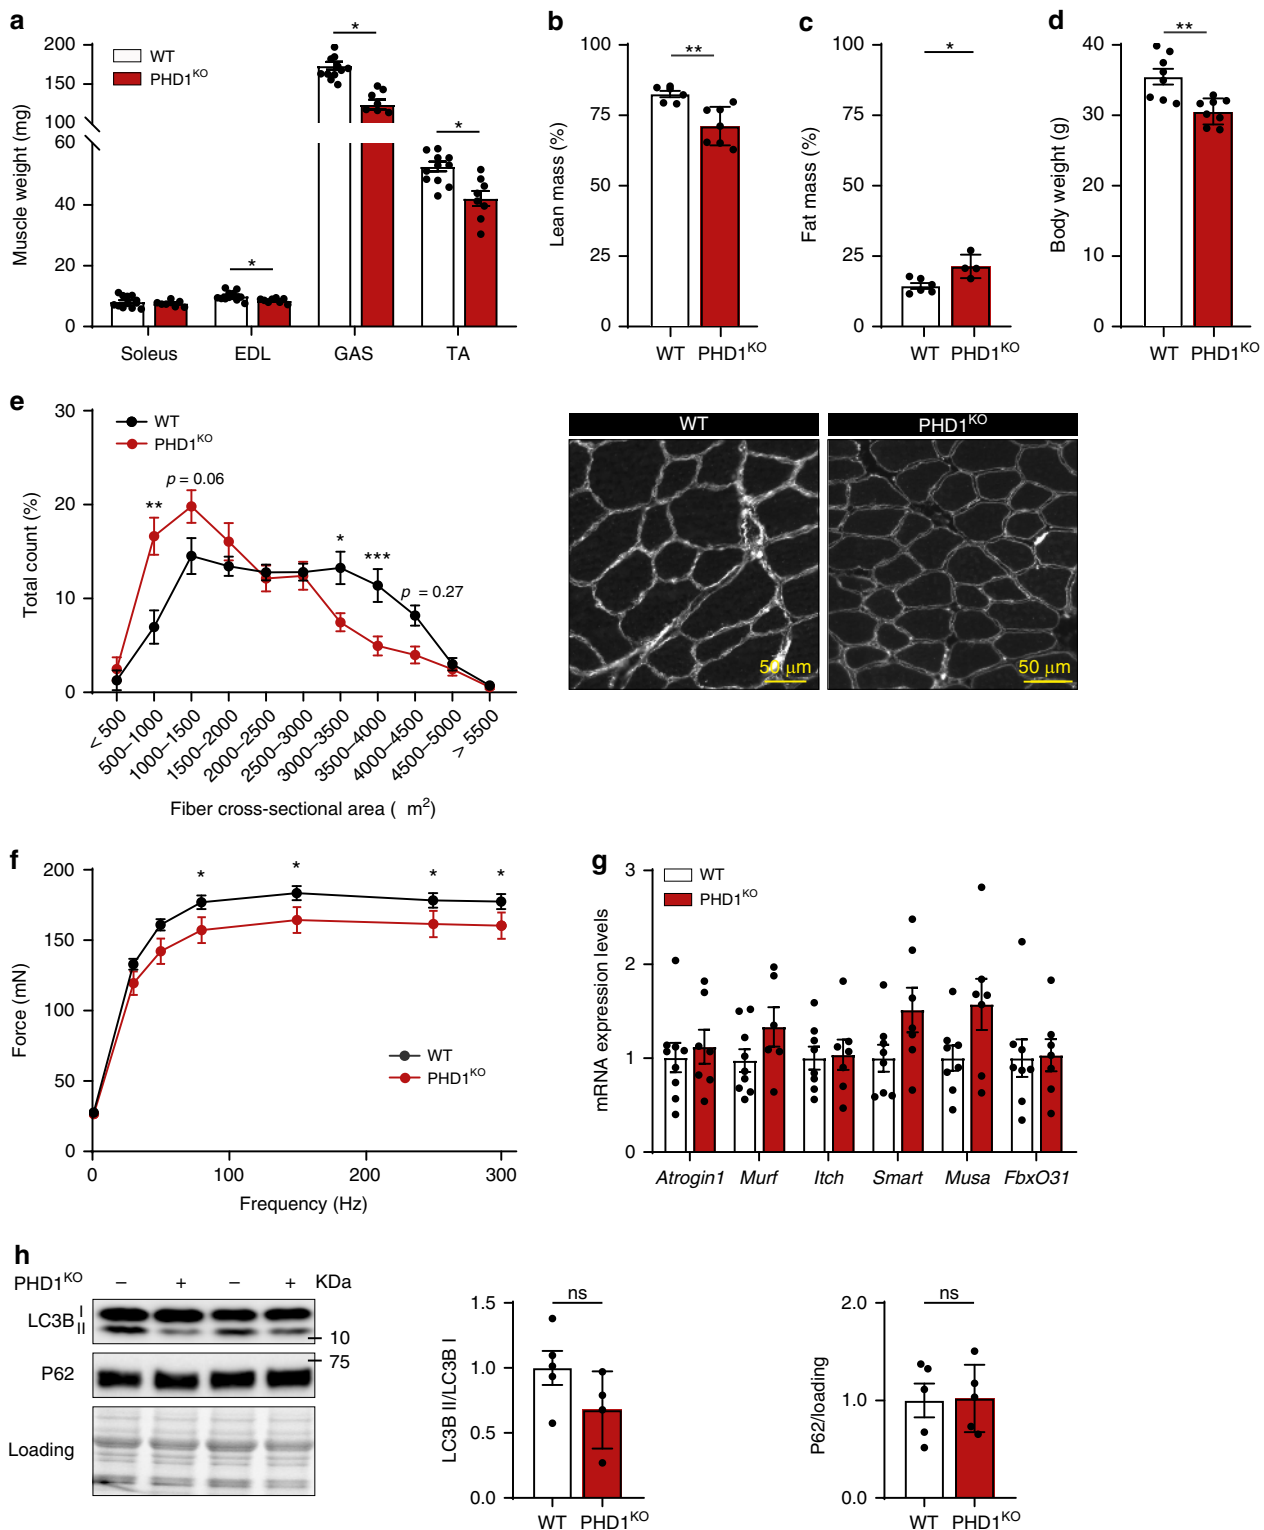 a
Muscle weight (mg)
200
150
100
60
40
20
0
WT
PHD1KO
*
*
*
*
Soleus EDL GAS TA
b
Lean mass (%)
100
75
50
25
0
**
WT PHD1KO
c
Fat mass (%)
100
75
50
25
0
*
WT PHD1KO
d
Body weight (g)
40
30
20
10
0
**
WT PHD1KO
e
Total count (%)
30
20
10
0
WT
PHD1KO
**
p = 0.06
*
***
p = 0.27
< 500
500–1000
1000–1500
1500–2000
2000–2500
2500–3000
3000–3500
3500–4000
4000–4500
4500–5000
> 5500
Fiber cross-sectional area ( m2)
WT
50 μm
PHD1KO
50 μm
f
Force (mN)
200
150
100
50
0
* * * *
WT
PHD1KO
0 100 200 300
Frequency (Hz)
g
mRNA expression levels
3
2
1
0
WT
PHD1KO
Atrogin1 Murf Itch Smart Musa FbxO31
h
PHD1KO – + – + KDa
LC3B I
II
10
75
P62
Loading
LC3B II/LC3B I
1.5
1.0
0.5
0.0
ns
WT PHD1KO
P62/loading
2.0
1.0
0.0
ns
WT PHD1KO